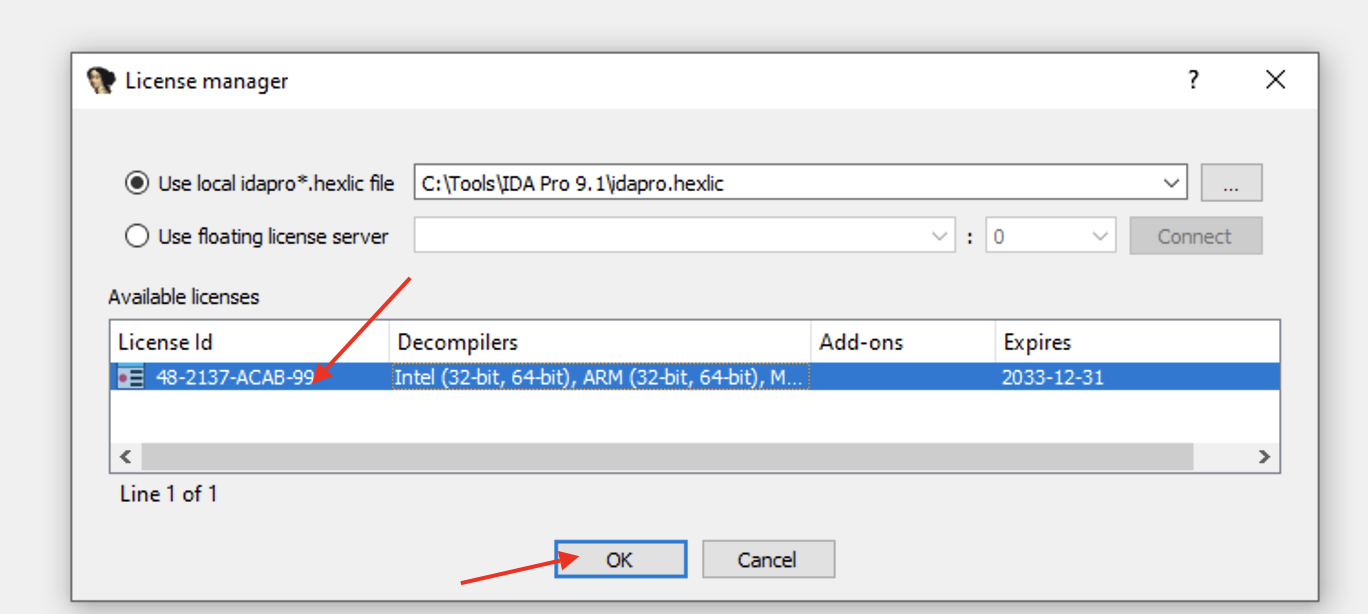 License manager ?
Use local idapro*.hexlic file C:\Tools\IDA Pro 9.1\idapro.hexlic ...
Use floating license server : 0 Connect
Available licenses
License Id Decompilers Add-ons Expires
48-2137-ACAB-99 Intel (32-bit, 64-bit), ARM (32-bit, 64-bit), M... 2033-12-31
Line 1 of 1
OK Cancel